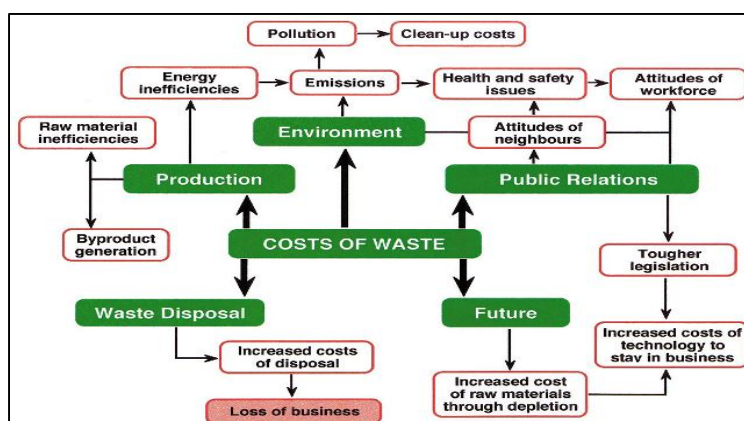 Pollution
Clean-up costs
Energy
inefficiencies
Emissions
Health and safety
issues
Attitudes of
workforce
Raw material
inefficiencies
Environment
Attitudes of
neighbours
Production
Public Relations
Byproduct
generation
COSTS OF WASTE
Tougher
legislation
Waste Disposal
Future
Increased costs
of disposal
Increased costs of
technology to
stay in business
Increased cost
of raw materials
through depletion
Loss of business